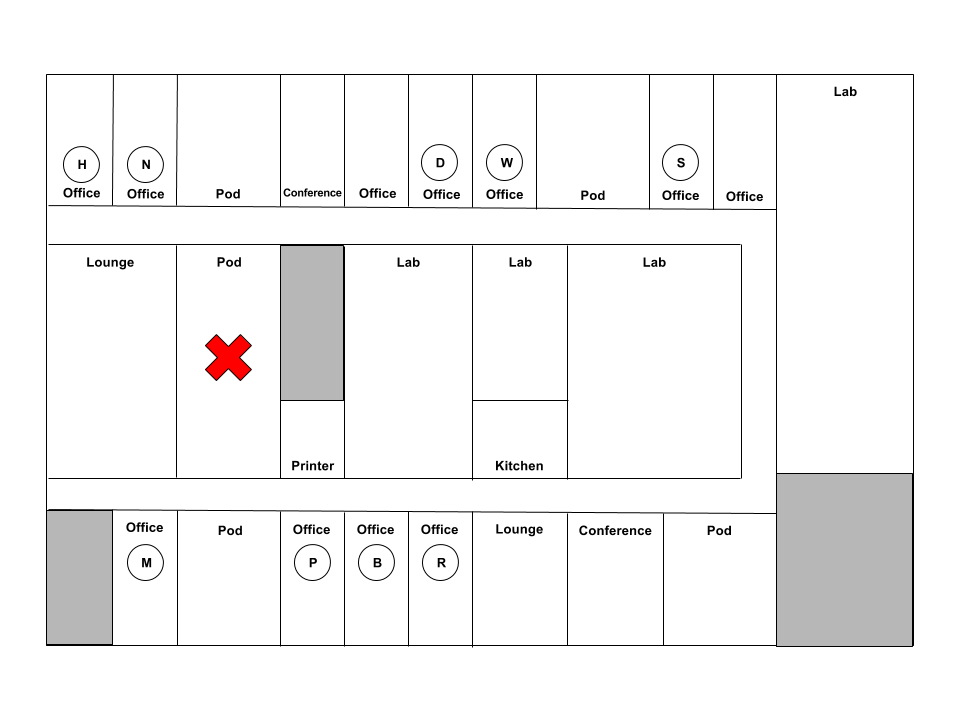 Lab
H N D W S
Office Office Pod Conference Office Office Office Pod Office Office
Lounge Pod Lab Lab Lab
Printer Kitchen
Office Pod Office Office Office Lounge Conference Pod
M P B R